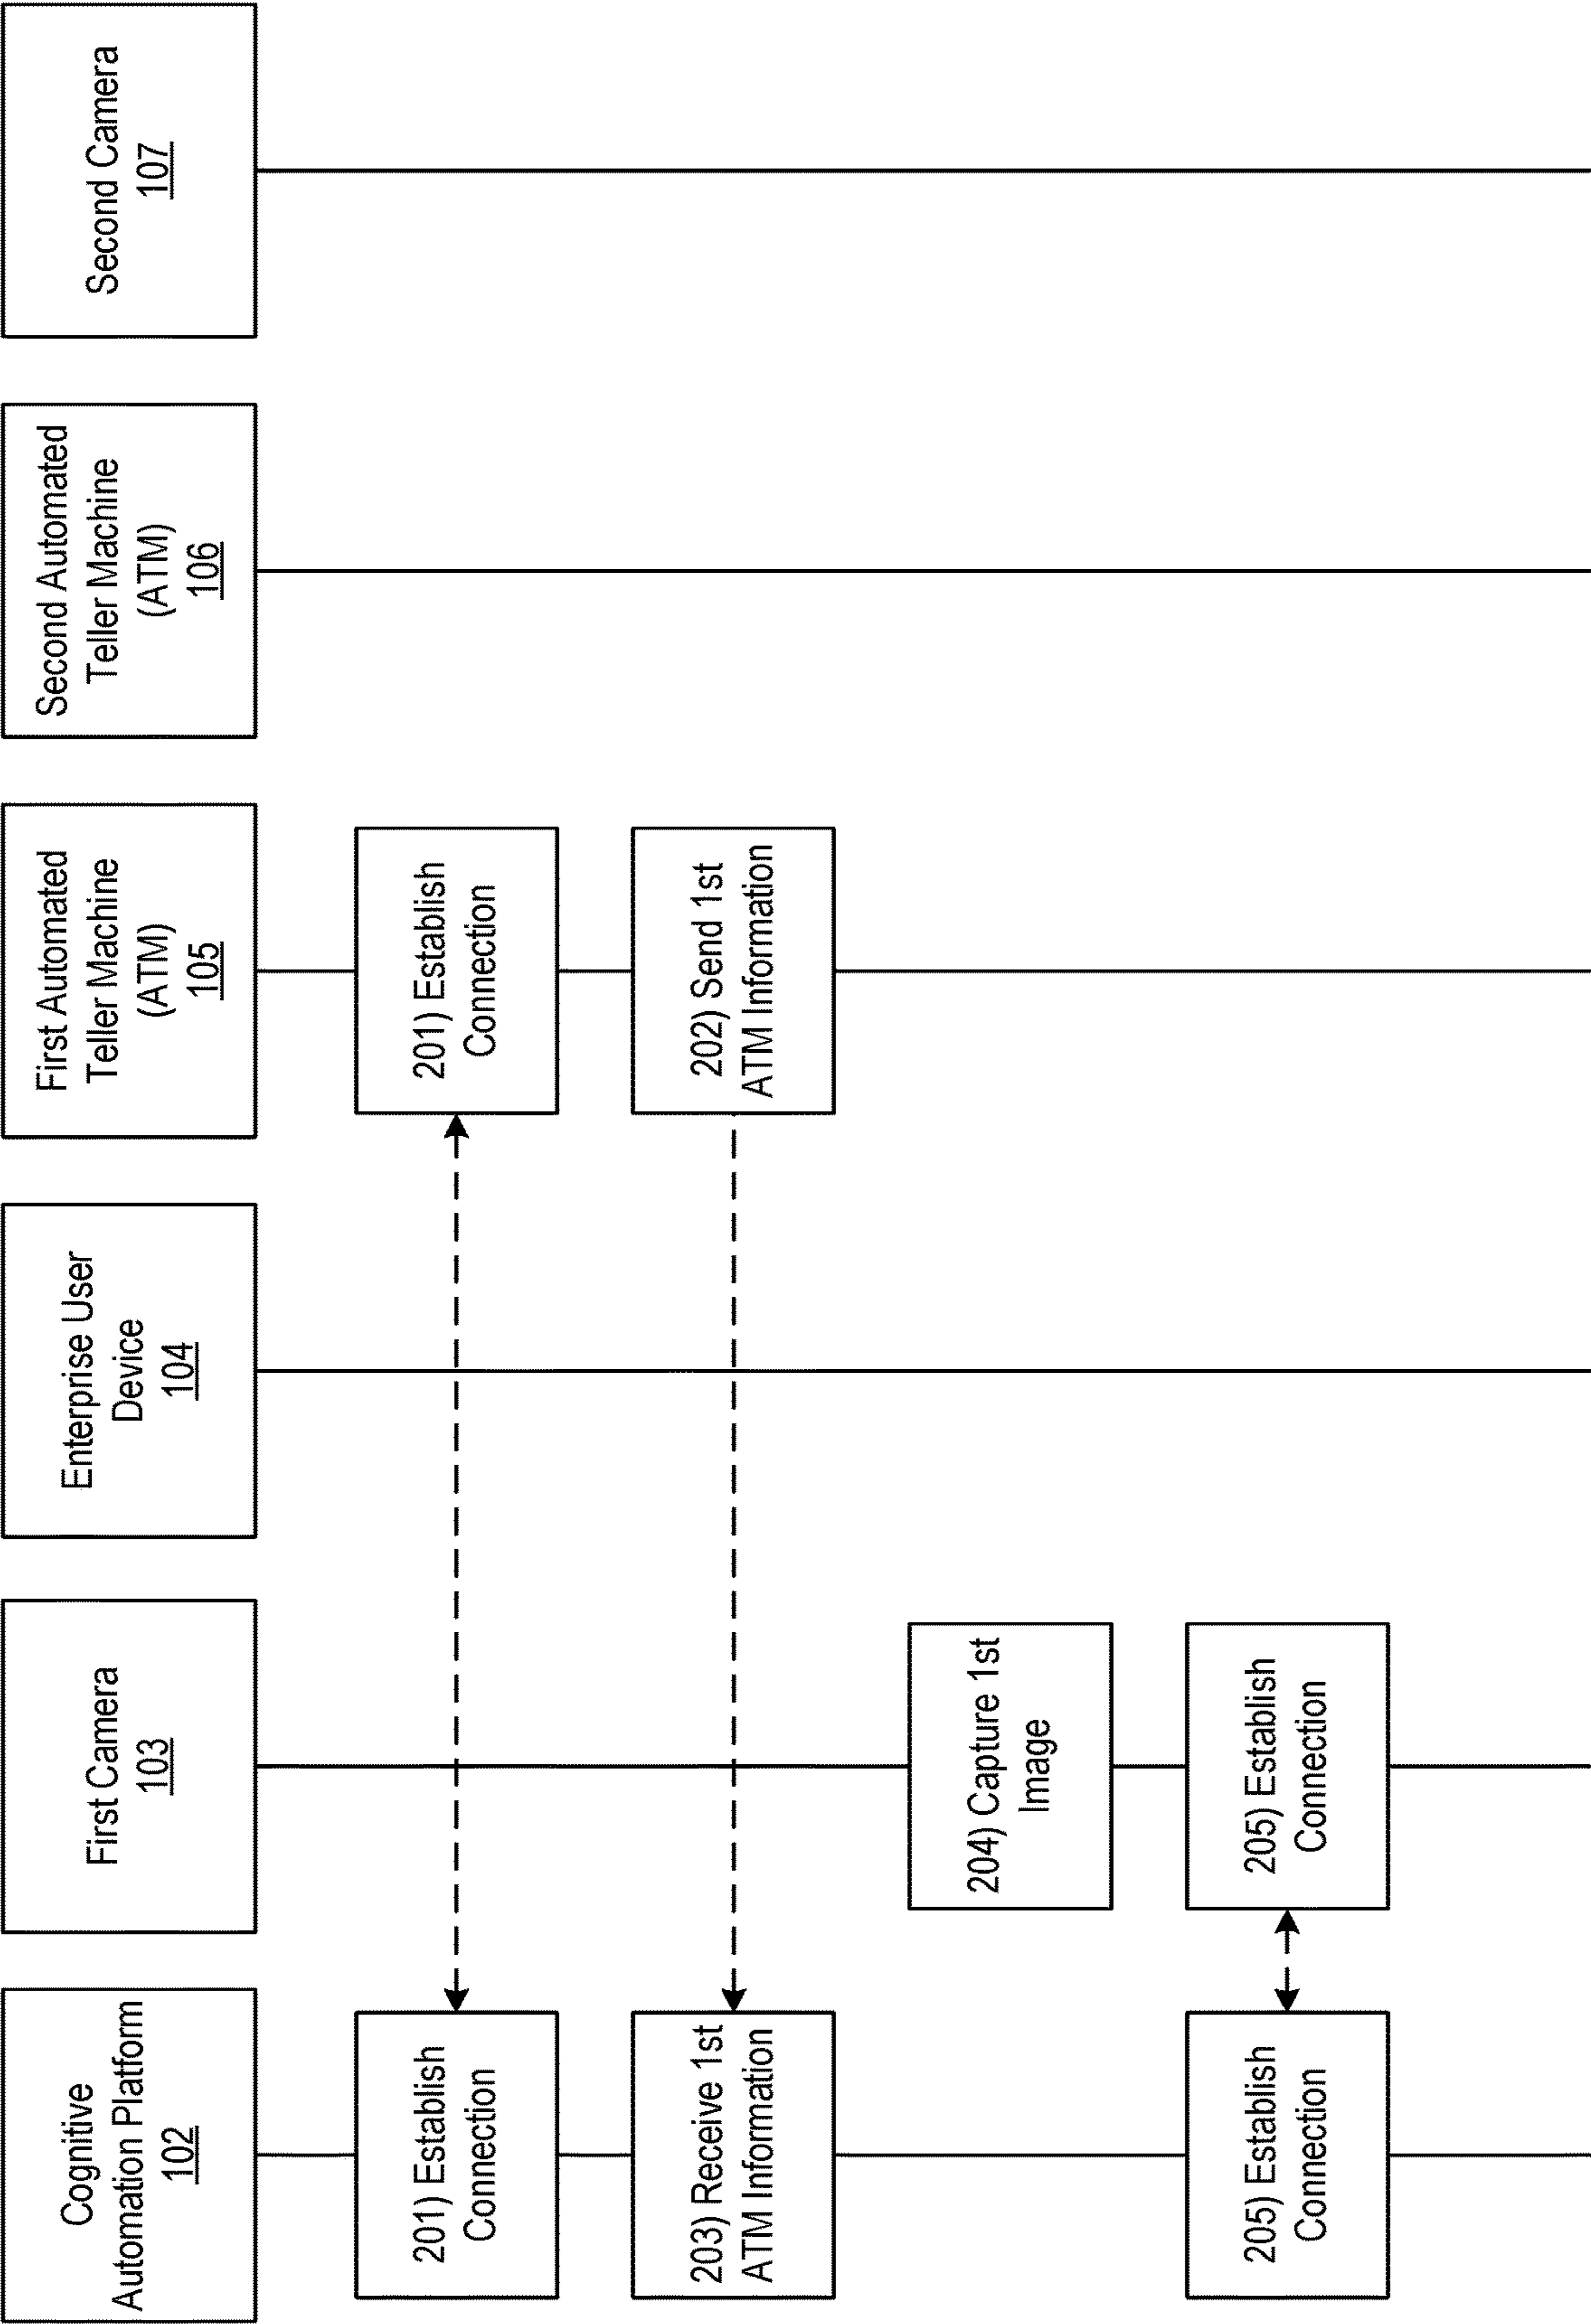 Cognitive
Automation Platform
102
First Camera
103
Enterprise User
Device
104
First Automated
Teller Machine
(ATM)
105
Second Automated
Teller Machine
(ATM)
106
Second Camera
107
201) Establish
Connection
201) Establish
Connection
203) Receive 1st
ATM Information
202) Send 1st
ATM Information
204) Capture 1st
Image
205) Establish
Connection
205) Establish
Connection